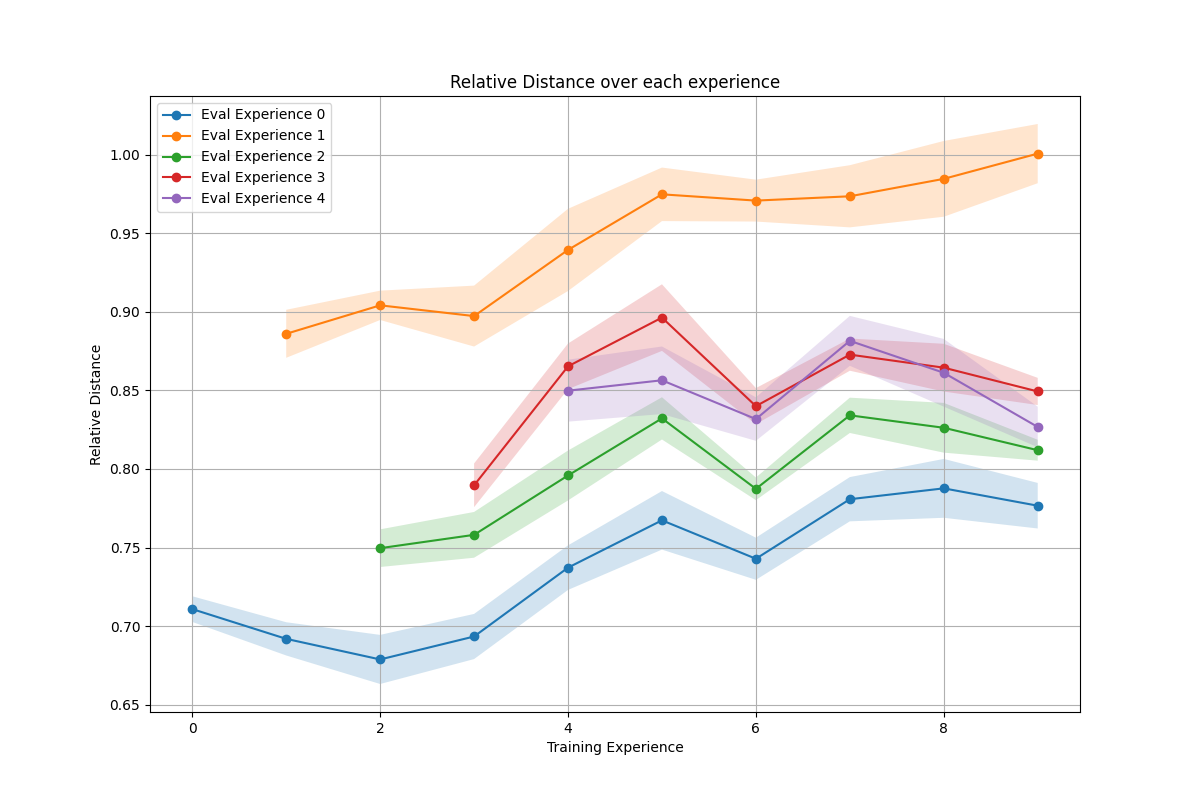 Relative Distance over each experience
Eval Experience 0
Eval Experience 1
Eval Experience 2
Eval Experience 3
Eval Experience 4
Relative Distance
1.00
0.95
0.90
0.85
0.80
0.75
0.70
0.65
0 2 4 6 8
Training Experience